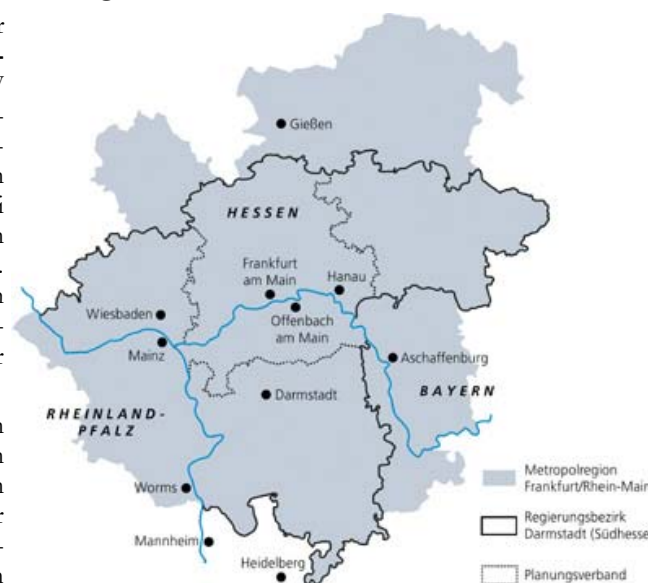 Gießen
HESSEN
Frankfurt
am Main
Hanau
Wiesbaden
Offenbach
am Main
Mainz
Aschaffenburg
Darmstadt
BAYERN
RHEINLAND-
PFALZ
Worms
Mannheim
Heidelberg
Metropolregion
Frankfurt/Rhein-Main
Regierungsbezirk
Darmstadt (Südhesse
Planungsverband